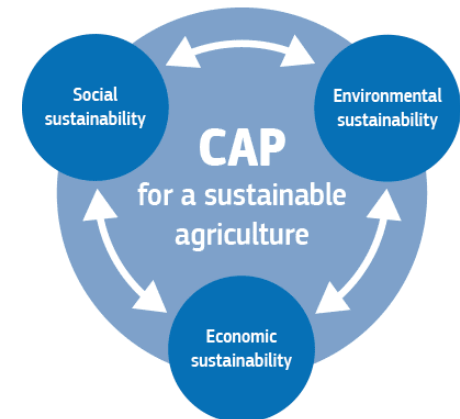 Social
sustainability
Environmental
sustainability
CAP
for a sustainable
agriculture
Economic
sustainability